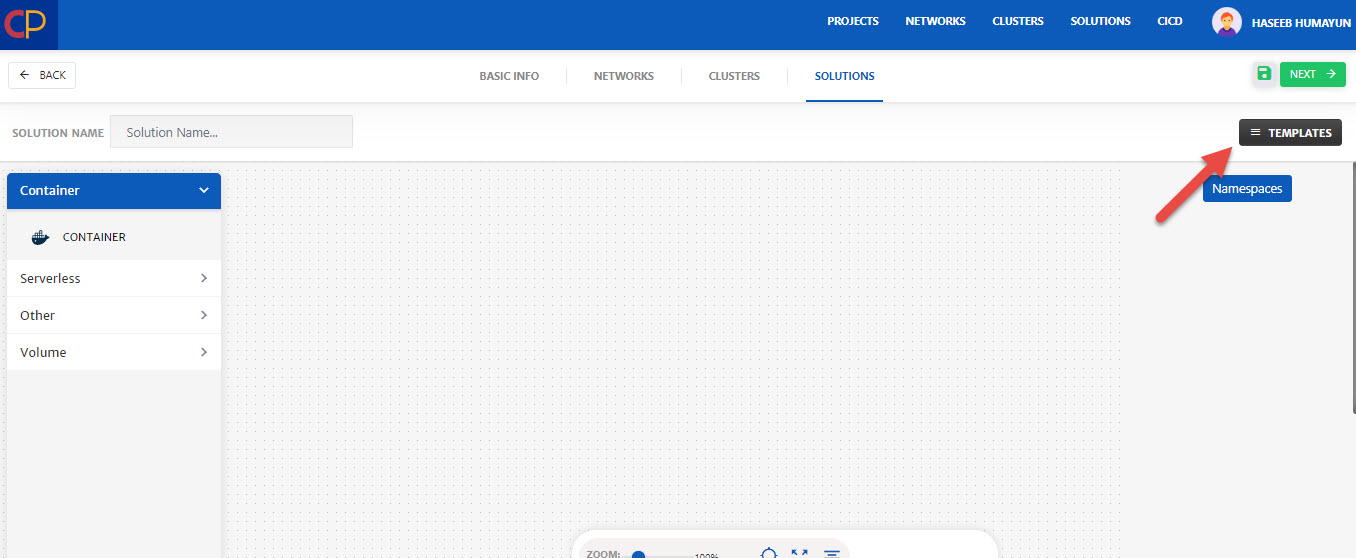 CP
PROJECTS NETWORKS CLUSTERS SOLUTIONS CICD HASEEB HUMAYUN
BACK BASIC INFO NETWORKS CLUSTERS SOLUTIONS NEXT
SOLUTION NAME Solution Name... TEMPLATES
Container
Namespaces
CONTAINER
Serverless
Other
Volume
ZOOM: 100%